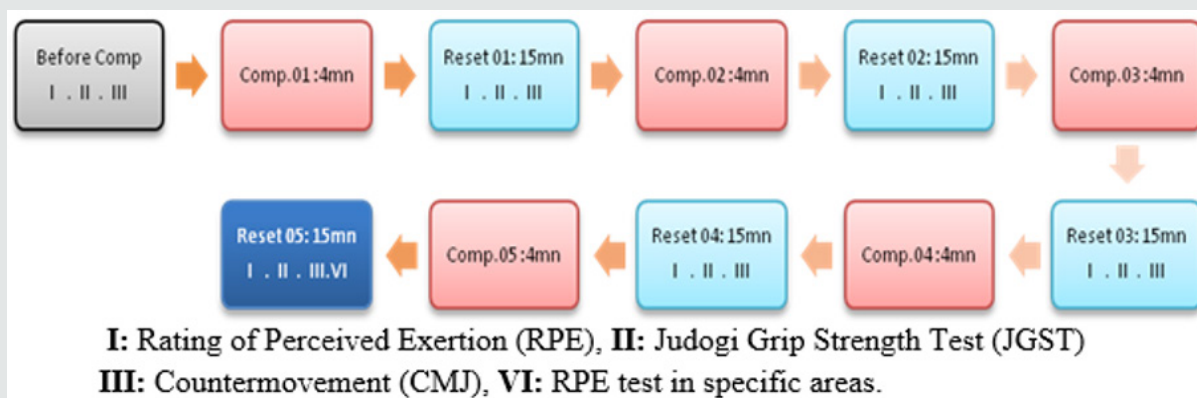 Before Comp
I . II . III
Comp.01:4mn
Reset 01:15mn
I . II . III
Comp.02:4mn
Reset 02:15mn
I . II . III
Comp.03:4mn
Reset 03:15mn
I . II . III
Comp.04:4mn
Reset 04:15mn
I . II . III
Comp.05:4mn
Reset 05:15mn
I . II . III.VI
I: Rating of Perceived Exertion (RPE), II: Judogi Grip Strength Test (JGST)
III: Countermovement (CMJ), VI: RPE test in specific areas.